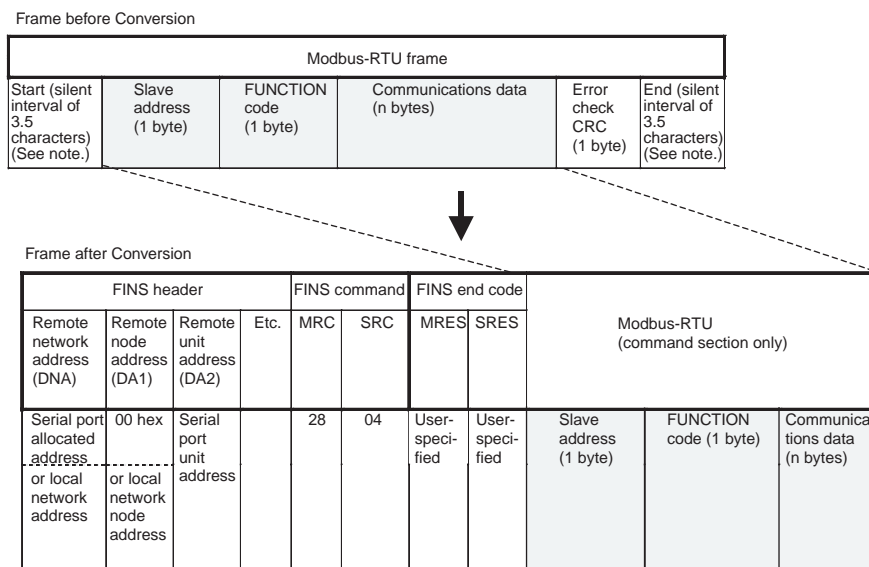 Frame before Conversion
Modbus-RTU frame
Start (silent
interval of
3.5
characters)
(See note.)
Slave
address
(1 byte)
FUNCTION
code
(1 byte)
Communications data
(n bytes)
Error
check
CRC
(1 byte)
End (silent
interval of
3.5
characters)
(See note.)
Frame after Conversion
FINS header
FINS command
FINS end code
Modbus-RTU
(command section only)
Remote
network
address
(DNA)
Remote
node
address
(DA1)
Remote
unit
address
(DA2)
Etc.
MRC
SRC
MRES
SRES
Serial port
allocated
address
or local
network
address
00 hex
or local
network
node
address
Serial
port
unit
address
28
04
User-
speci-
fied
User-
speci-
fied
Slave
address
(1 byte)
FUNCTION
code (1 byte)
Communica
tions data
(n bytes)